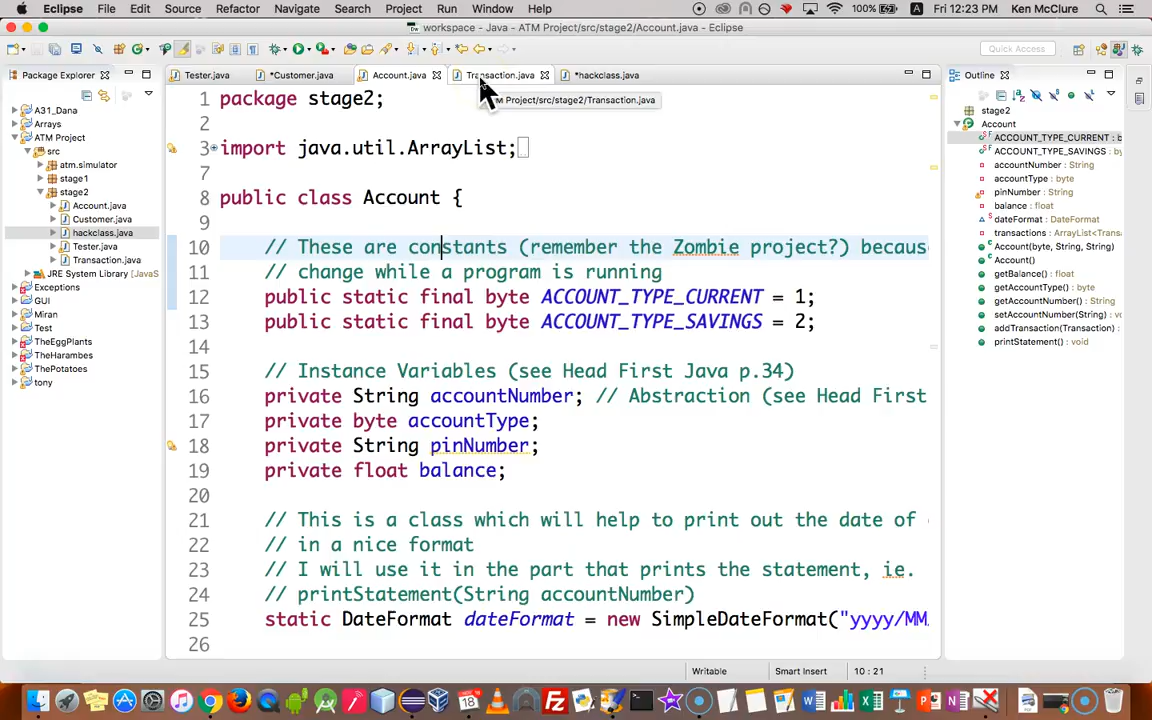 Eclipse File Edit Source Refactor Navigate Search Project Run Window Help 100% Fri 12:23 PM Ken McClure
workspace - Java - ATM Project/src/stage2/Account.java - Eclipse
Quick Access
Package Explorer
Tester.java *Customer.java Account.java Transaction.java *hackclass.java
Project/src/stage2/Transaction.java
A31_Dana
Arrays
ATM Project
src
atm.simulator
stage1
stage2
Account.java
Customer.java
hackclass.java
Tester.java
Transaction.java
JRE System Library [JavaS
Exceptions
GUI
Miran
Test
TheEggPlants
TheHarambes
ThePotatoes
tony
1 package stage2;
2
3 import java.util.ArrayList;
7
8 public class Account {
9
10 // These are constants (remember the Zombie project?) becaus
11 // change while a program is running
12 public static final byte ACCOUNT_TYPE_CURRENT = 1;
13 public static final byte ACCOUNT_TYPE_SAVINGS = 2;
14
15 // Instance Variables (see Head First Java p.34)
16 private String accountNumber; // Abstraction (see Head First
17 private byte accountType;
18 private String pinNumber;
19 private float balance;
20
21 // This is a class which will help to print out the date of
22 // in a nice format
23 // I will use it in the part that prints the statement, ie.
24 // printStatement(String accountNumber)
25 static DateFormat dateFormat = new SimpleDateFormat("yyyy/MM
26
Outline
stage2
Account
ACCOUNT_TYPE_CURRENT : b
ACCOUNT_TYPE_SAVINGS : by
accountNumber : String
accountType : byte
pinNumber : String
balance : float
dateFormat : DateFormat
transactions : ArrayList<Trans
Account(byte, String, String)
Account()
getBalance() : float
getAccountType() : byte
getAccountNumber() : String
setAccountNumber(String) : vo
addTransaction(Transaction) :
printStatement() : void
Writable Smart Insert 10 : 21